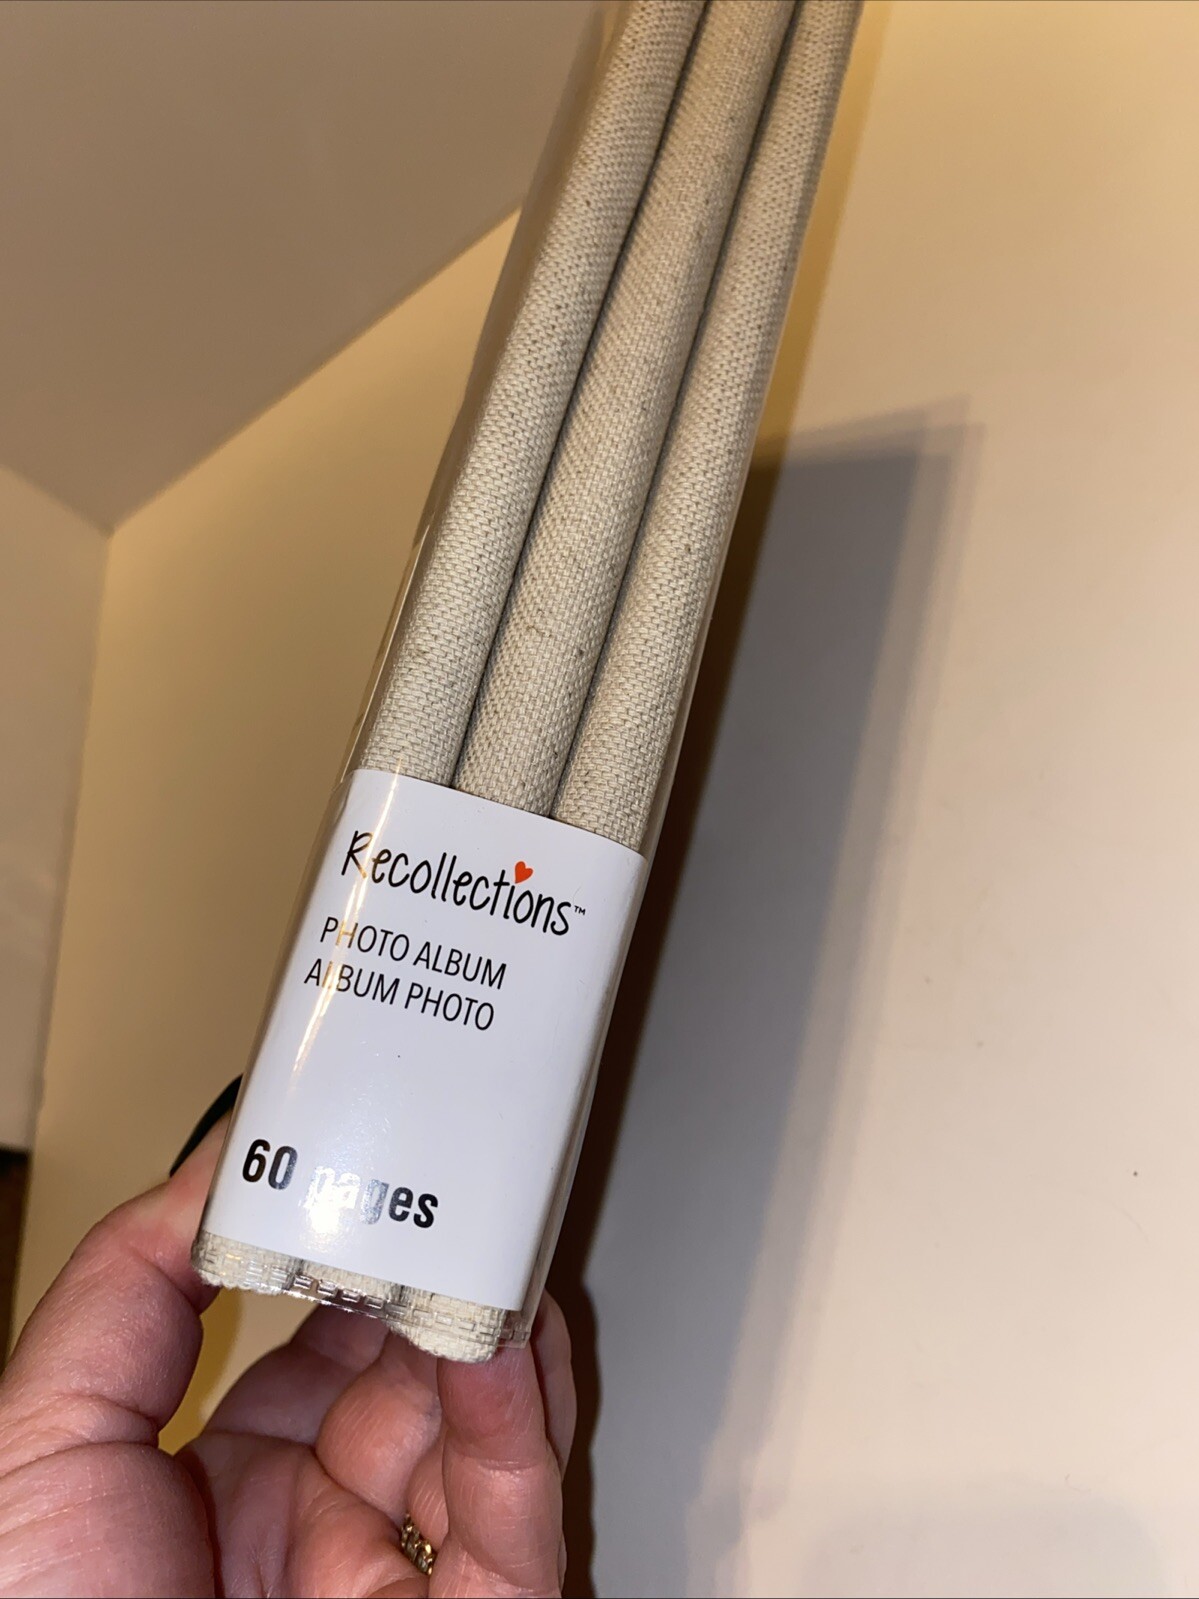 Recollections™
PHOTO ALBUM
ALBUM PHOTO
60 pages